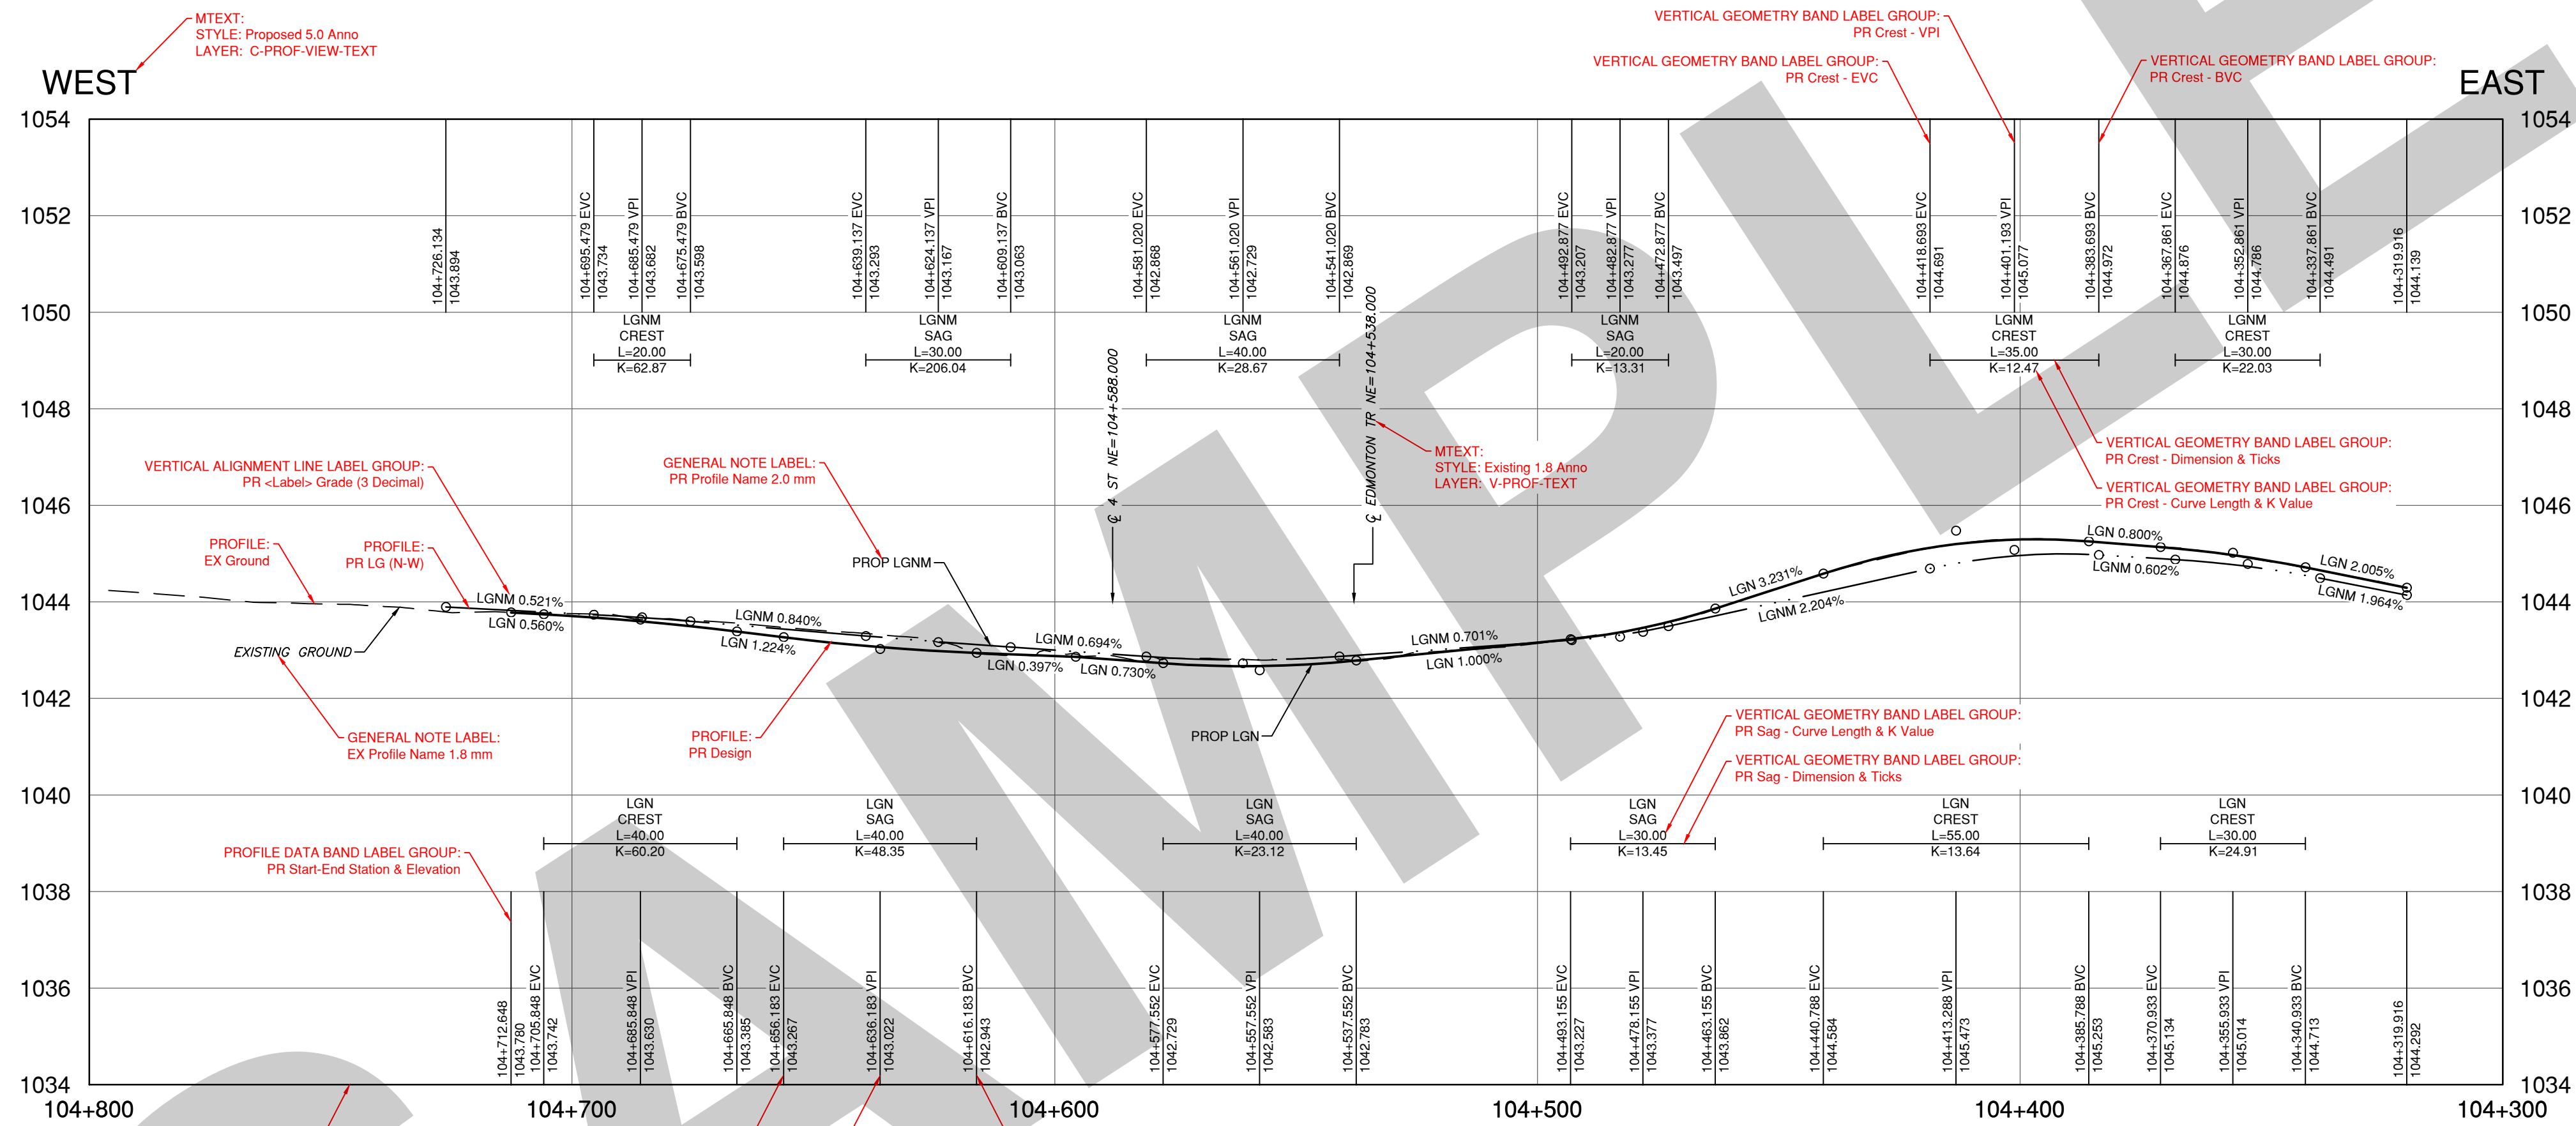 MTEXT:
STYLE: Proposed 5.0 Anno
LAYER: C-PROF-VIEW-TEXT
VERTICAL GEOMETRY BAND LABEL GROUP:
PR Crest - VPI
VERTICAL GEOMETRY BAND LABEL GROUP:
PR Crest - EVC
VERTICAL GEOMETRY BAND LABEL GROUP:
PR Crest - BVC
WEST
EAST
1054
1054
1052
1052
1050
1050
1048
1048
1046
1046
1044
1044
1042
1042
1040
1040
1038
1038
1036
1036
1034
1034
104+726.134
1043.894
104+695.479 EVC
1043.734
104+685.479 VPI
1043.682
104+675.479 BVC
1043.598
104+639.137 EVC
1043.293
104+624.137 VPI
1043.167
104+609.137 BVC
1043.063
104+581.020 EVC
1042.868
104+561.020 VPI
1042.729
104+541.020 BVC
1042.869
104+492.877 EVC
1043.207
104+482.877 VPI
1043.277
104+472.877 BVC
1043.497
104+418.693 EVC
1044.691
104+401.193 VPI
1045.077
104+383.693 BVC
1044.972
104+367.861 EVC
1044.876
104+352.861 VPI
1044.786
104+337.861 BVC
1044.491
104+319.916
1044.139
LGNM
CREST
L=20.00
K=62.87
LGNM
SAG
L=30.00
K=206.04
LGNM
SAG
L=40.00
K=28.67
LGNM
SAG
L=20.00
K=13.31
LGNM
CREST
L=35.00
K=12.47
LGNM
CREST
L=30.00
K=22.03
℄ 4 ST NE=104+588.000
℄ EDMONTON TR NE=104+538.000
MTEXT:
STYLE: Existing 1.8 Anno
LAYER: V-PROF-TEXT
VERTICAL GEOMETRY BAND LABEL GROUP:
PR Crest - Dimension & Ticks
VERTICAL GEOMETRY BAND LABEL GROUP:
PR Crest - Curve Length & K Value
VERTICAL ALIGNMENT LINE LABEL GROUP:
PR <Label> Grade (3 Decimal)
GENERAL NOTE LABEL:
PR Profile Name 2.0 mm
PROFILE:
EX Ground
PROFILE:
PR LG (N-W)
PROP LGNM
LGNM 0.521%
LGN 0.560%
LGNM 0.840%
LGN 1.224%
LGNM 0.694%
LGN 0.397%
LGN 0.730%
LGNM 0.701%
LGN 1.000%
LGN 3.231%
LGNM 2.204%
LGN 0.800%
LGNM 0.602%
LGN 2.005%
LGNM 1.964%
EXISTING GROUND
GENERAL NOTE LABEL:
EX Profile Name 1.8 mm
PROFILE:
PR Design
PROP LGN
VERTICAL GEOMETRY BAND LABEL GROUP:
PR Sag - Curve Length & K Value
VERTICAL GEOMETRY BAND LABEL GROUP:
PR Sag - Dimension & Ticks
LGN
CREST
L=40.00
K=60.20
LGN
SAG
L=40.00
K=48.35
LGN
SAG
L=40.00
K=23.12
LGN
SAG
L=30.00
K=13.45
LGN
CREST
L=55.00
K=13.64
LGN
CREST
L=30.00
K=24.91
PROFILE DATA BAND LABEL GROUP:
PR Start-End Station & Elevation
104+712.648
1043.780
104+705.848 EVC
1043.742
104+685.848 VPI
1043.630
104+665.848 BVC
1043.385
104+656.183 EVC
1043.267
104+636.183 VPI
1043.022
104+616.183 BVC
1042.943
104+577.552 EVC
1042.729
104+557.552 VPI
1042.583
104+537.552 BVC
1042.783
104+493.155 EVC
1043.227
104+478.155 VPI
1043.377
104+463.155 BVC
1043.862
104+440.788 EVC
1044.584
104+413.288 VPI
1045.473
104+385.788 BVC
1045.253
104+370.933 EVC
1045.134
104+355.933 VPI
1045.014
104+340.933 BVC
1044.713
104+319.916
1044.292
104+800
104+700
104+600
104+500
104+400
104+300
SAMPLE